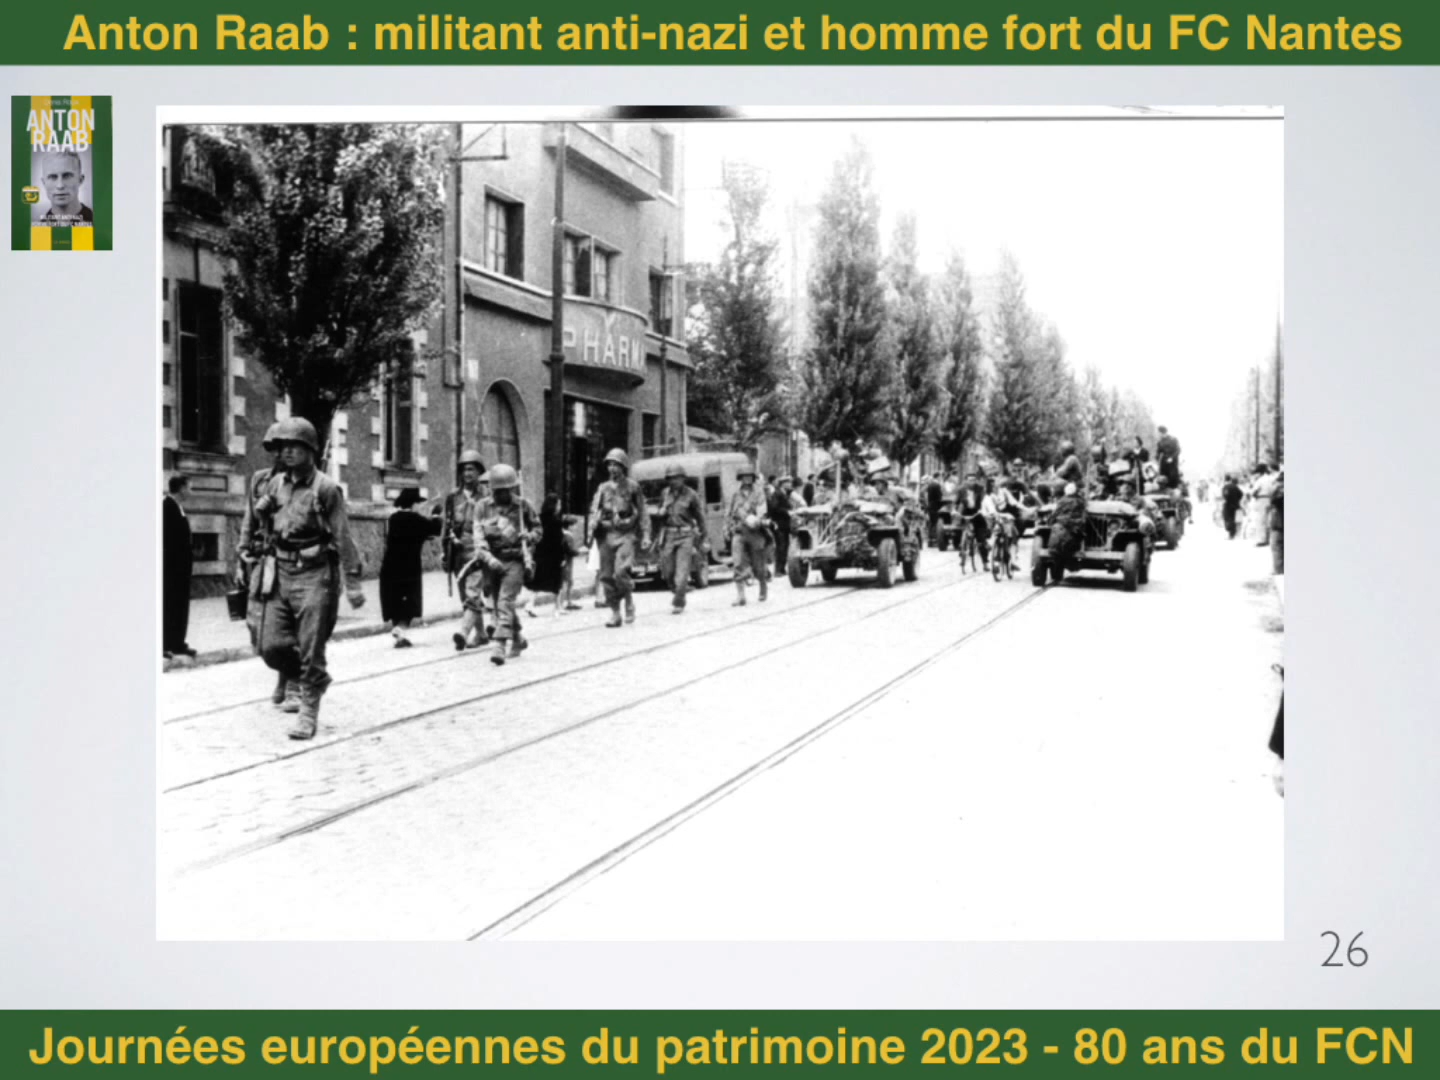 Anton Raab : militant anti-nazi et homme fort du FC Nantes
ANTON
RAAB
PHARM
26
Journées européennes du patrimoine 2023 - 80 ans du FCN